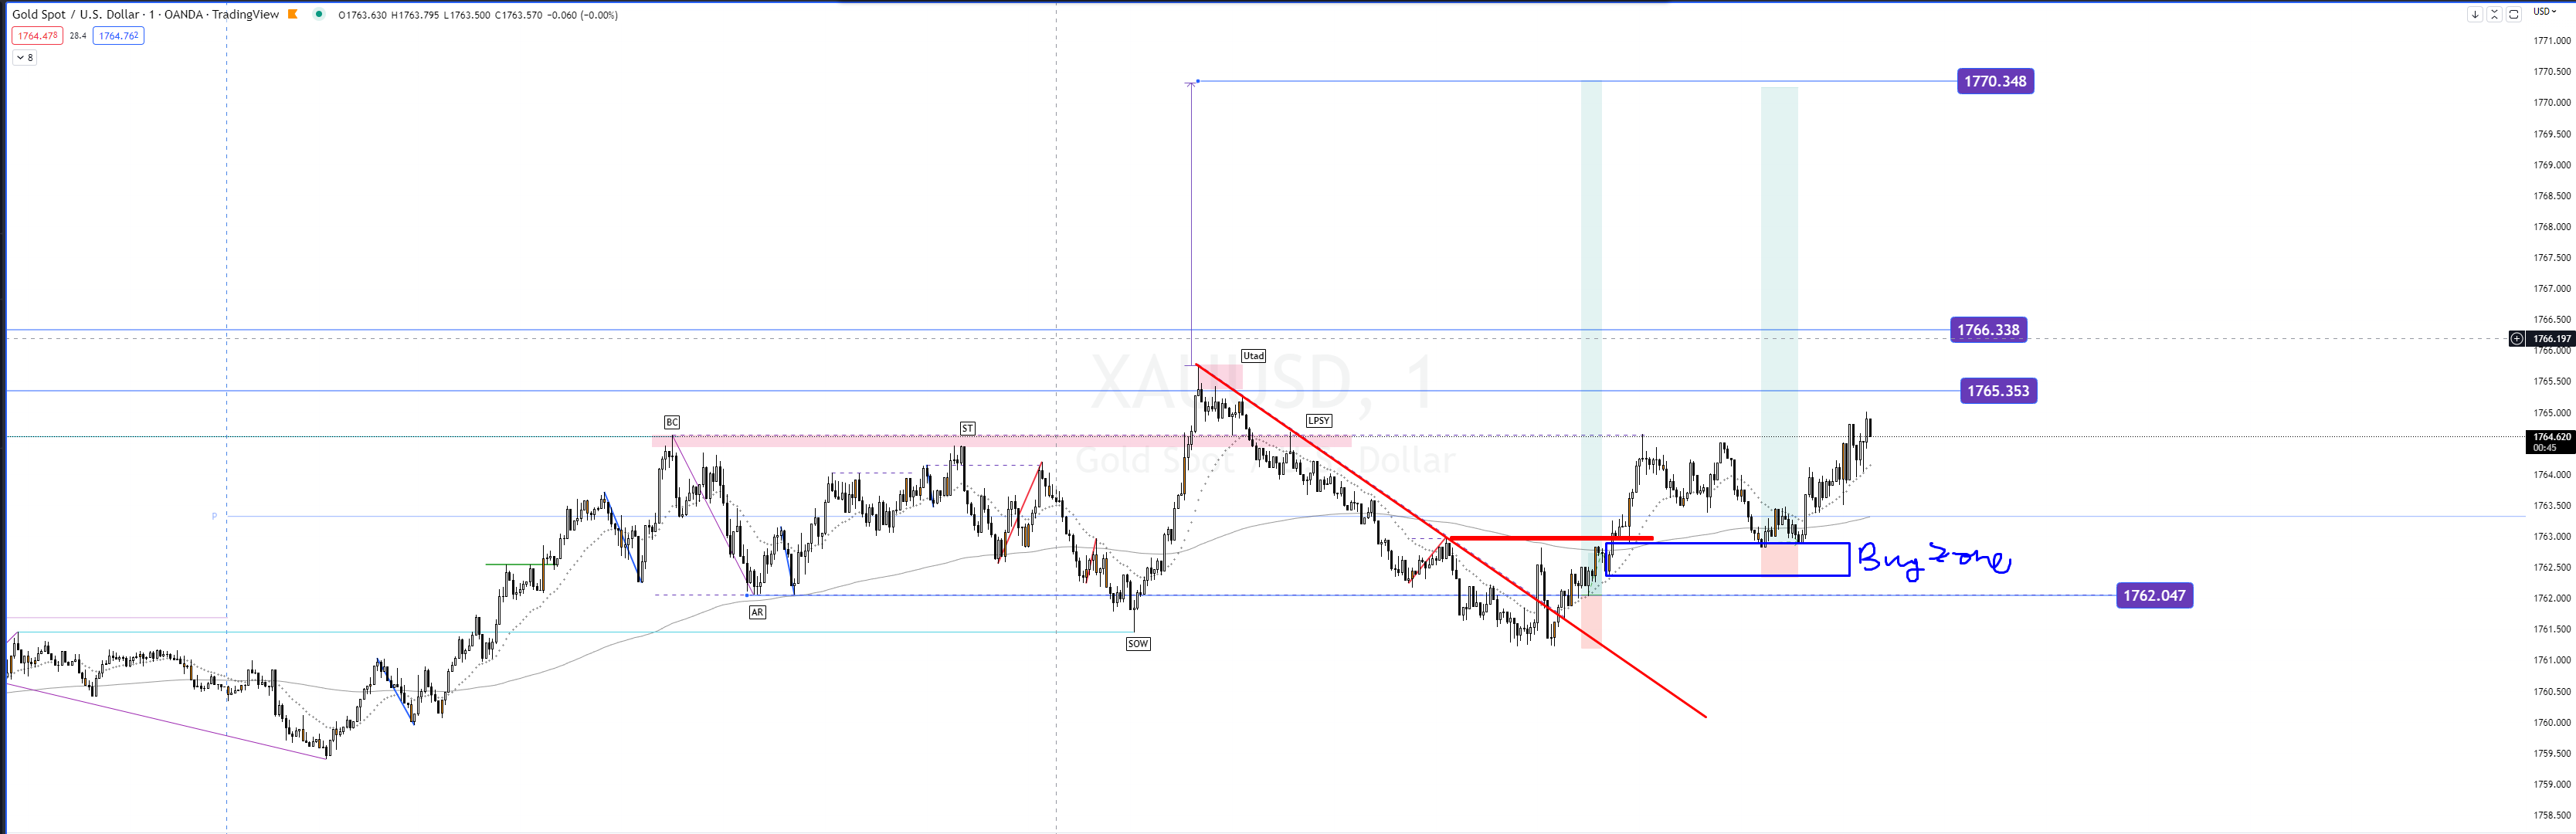 Gold Spot / U.S. Dollar · 1 · OANDA · TradingView O1763.630 H1763.795 L1763.500 C1763.570 −0.060 (−0.00%)
USD
1764.478 28.4 1764.762
8
1771.000
1770.500
1770.348
1770.000
1769.500
1769.000
1768.500
1768.000
1767.500
1767.000
1766.500
1766.338
1766.197
1766.000
Utad
XAUUSD, 1
1765.500
1765.353
1765.000
BC
ST
LPSY
1764.620
00:45
Gold Spot / U.S. Dollar
1764.000
1763.500
P
1763.000
Buy zone
1762.500
1762.047
1762.000
AR
SOW
1761.500
1761.000
1760.500
1760.000
1759.500
1759.000
1758.500